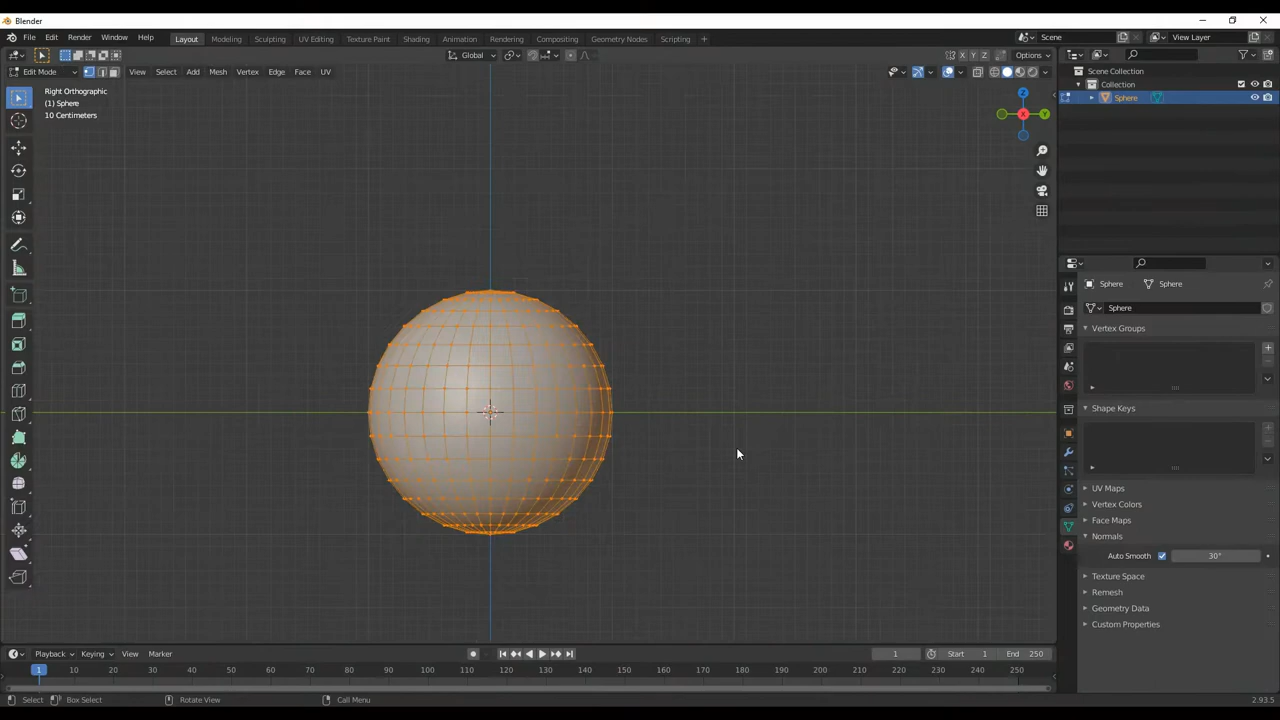 Blender
File Edit Render Window Help Layout Modeling Sculpting UV Editing Texture Paint Shading Animation Rendering Compositing Geometry Nodes Scripting + Scene View Layer
Global Options
X Y Z
Edit Mode View Select Add Mesh Vertex Edge Face UV
Right Orthographic
(1) Sphere
10 Centimeters
Z
X Y
Scene Collection
Collection
Sphere
Sphere Sphere
Sphere
Vertex Groups
Shape Keys
UV Maps
Vertex Colors
Face Maps
Normals
Auto Smooth 30°
Texture Space
Remesh
Geometry Data
Custom Properties
Playback Keying View Marker 1 Start 1 End 250
1 10 20 30 40 50 60 70 80 90 100 110 120 130 140 150 160 170 180 190 200 210 220 230 240 250
Select Box Select Rotate View Call Menu 2.93.5